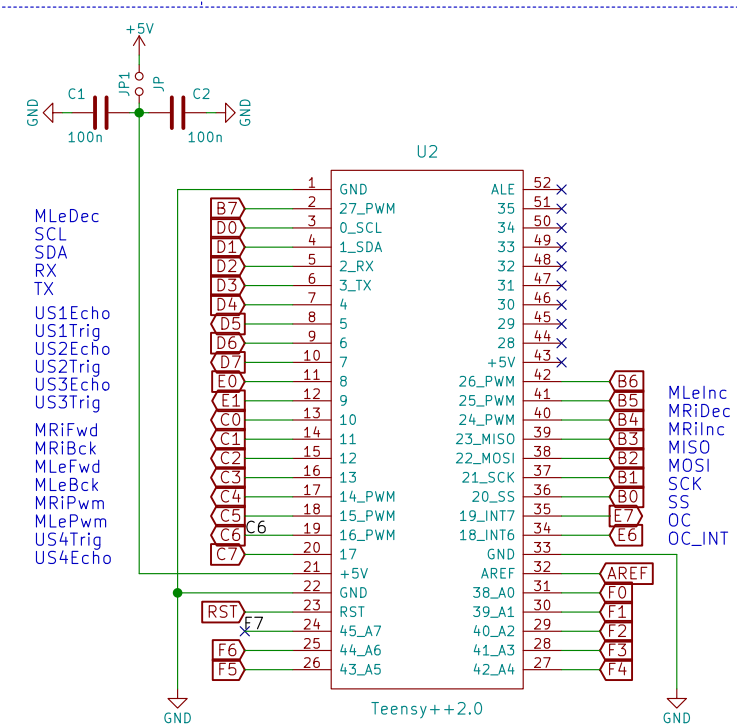 +5V
JP1
JP
C1
C2
GND
GND
100n
100n
U2
MLeDec
SCL
SDA
RX
TX
US1Echo
US1Trig
US2Echo
US2Trig
US3Echo
US3Trig
MRiFwd
MRiBck
MLeFwd
MLeBck
MRiPwm
MLePwm
US4Trig
US4Echo
1 GND ALE 52
B7 2 27_PWM 35 51
D0 3 0_SCL 34 50
D1 4 1_SDA 33 49
D2 5 2_RX 32 48
D3 6 3_TX 31 47
D4 7 4 30 46
D5 8 5 29 45
D6 9 6 28 44
D7 10 7 +5V 43
E0 11 8 26_PWM 42 B6
E1 12 9 25_PWM 41 B5
C0 13 10 24_PWM 40 B4
C1 14 11 23_MISO 39 B3
C2 15 12 22_MOSI 38 B2
C3 16 13 21_SCK 37 B1
C4 17 14_PWM 20_SS 36 B0
C5 18 15_PWM 19_INT7 35 E7
C6 C6 19 16_PWM 18_INT6 34 E6
C7 20 17 GND 33
21 +5V AREF 32 AREF
22 GND 38_A0 31 F0
RST 23 RST 39_A1 30 F1
F7 24 45_A7 40_A2 29 F2
F6 25 44_A6 41_A3 28 F3
F5 26 43_A5 42_A4 27 F4
MLeInc
MRiDec
MRiInc
MISO
MOSI
SCK
SS
OC
OC_INT
Teensy++2.0
GND
GND